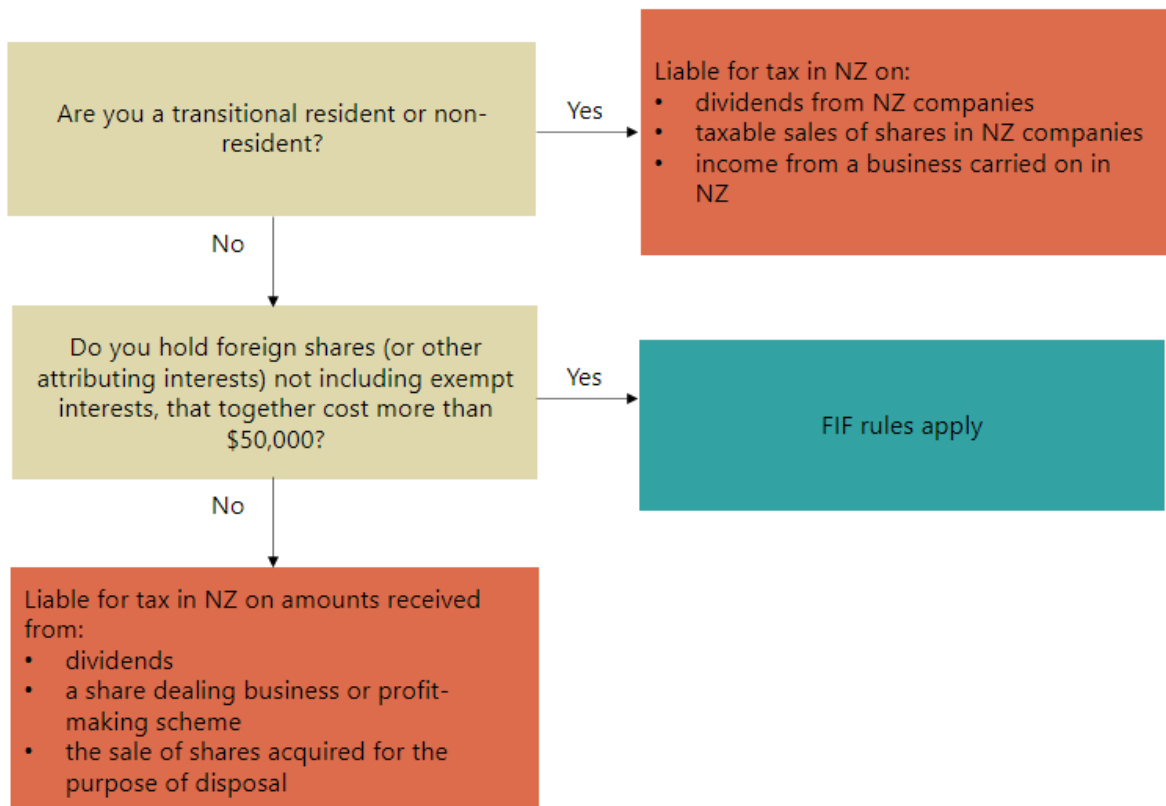 Are you a transitional resident or non-
resident?
Yes
Liable for tax in NZ on:
• dividends from NZ companies
• taxable sales of shares in NZ companies
• income from a business carried on in
NZ
No
Do you hold foreign shares (or other
attributing interests) not including exempt
interests, that together cost more than
$50,000?
Yes
FIF rules apply
No
Liable for tax in NZ on amounts received
from:
• dividends
• a share dealing business or profit-
making scheme
• the sale of shares acquired for the
purpose of disposal